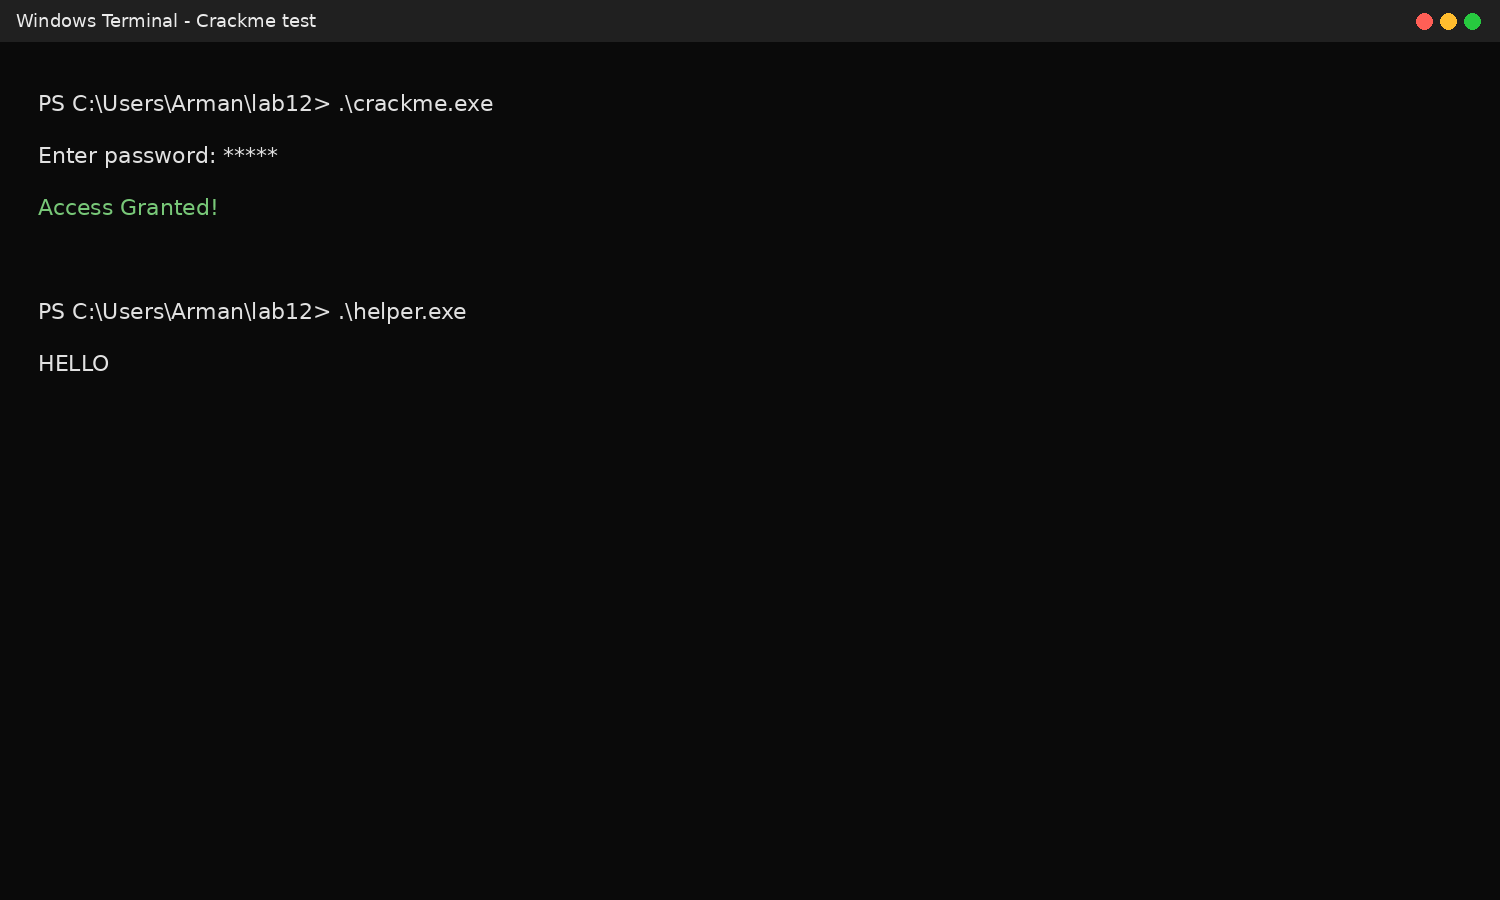 Windows Terminal - Crackme test
PS C:\Users\Arman\lab12> .\crackme.exe
Enter password: *****
Access Granted!
PS C:\Users\Arman\lab12> .\helper.exe
HELLO